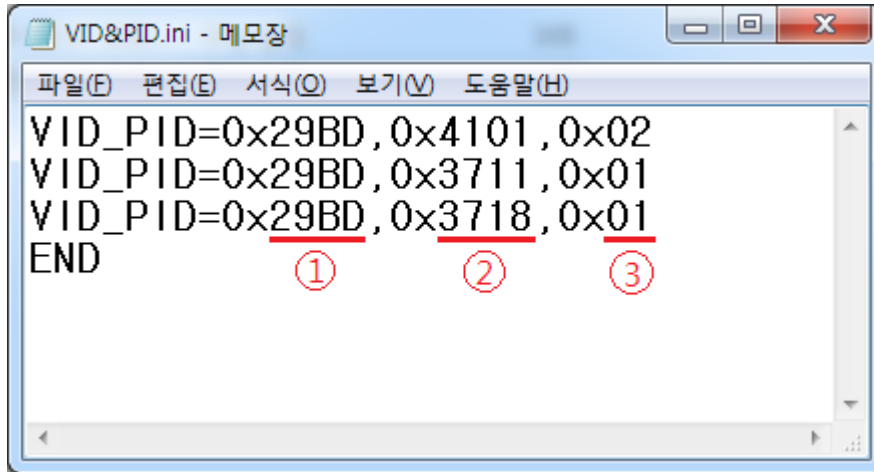 VID&PID.ini - 메모장
파일(F) 편집(E) 서식(O) 보기(V) 도움말(H)
VID_PID=0x29BD,0x4101,0x02
VID_PID=0x29BD,0x3711,0x01
VID_PID=0x29BD,0x3718,0x01
END
① ② ③